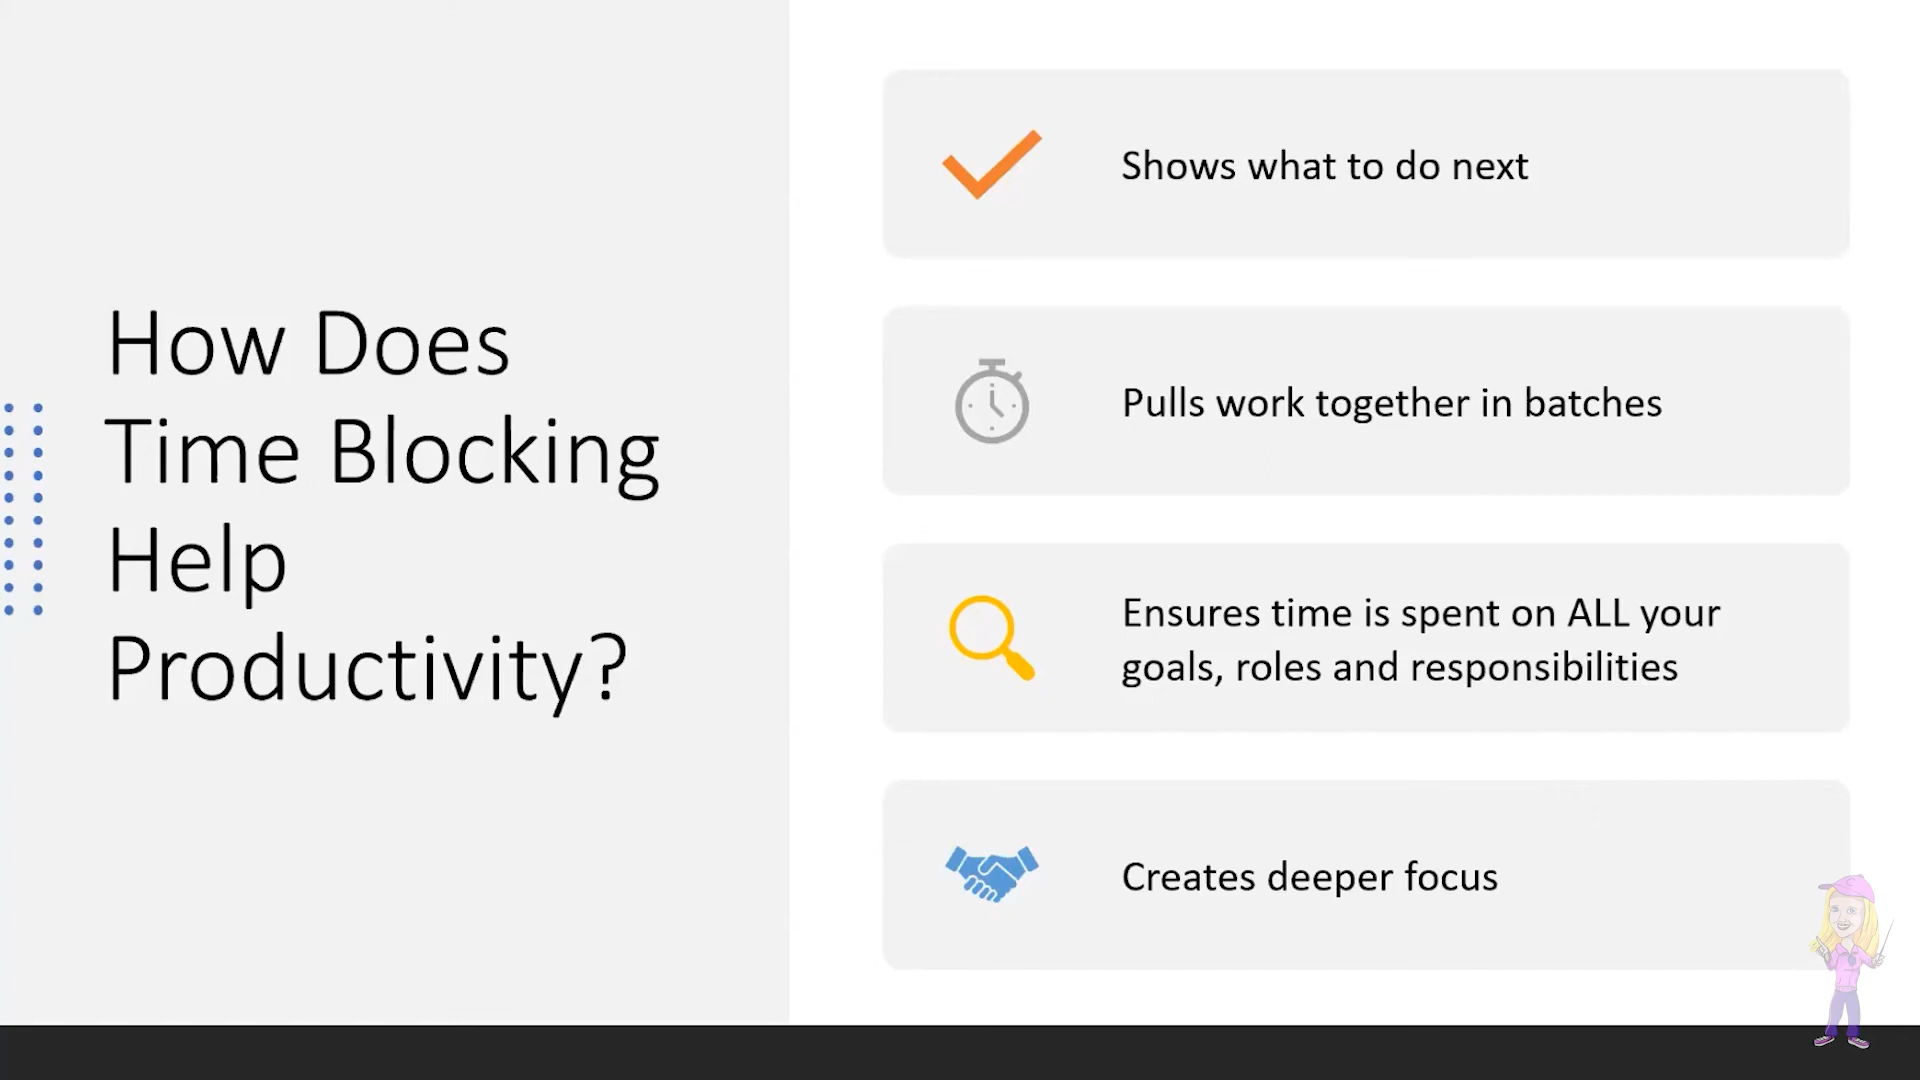 How Does
Time Blocking
Help
Productivity?
Shows what to do next
Pulls work together in batches
Ensures time is spent on ALL your
goals, roles and responsibilities
Creates deeper focus